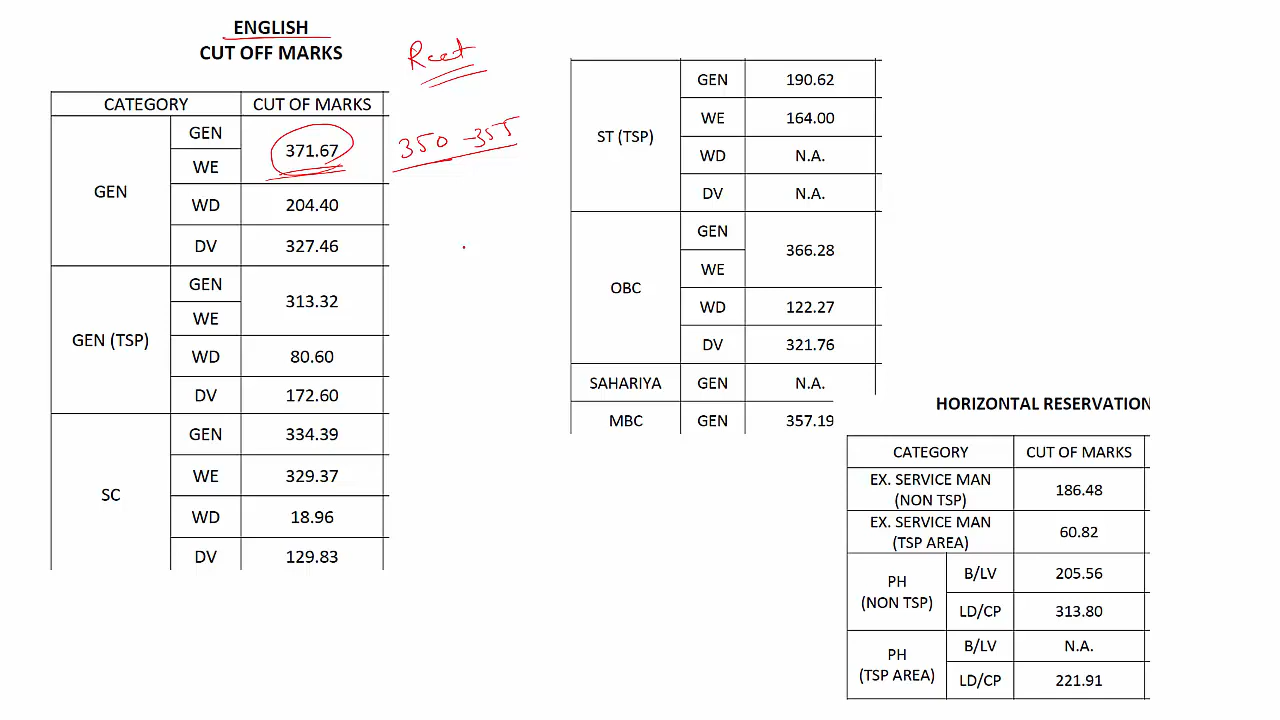 ENGLISH
CUT OFF MARKS
Reet
CATEGORY CUT OF MARKS
GEN GEN 371.67 350-355
WE
WD 204.40
DV 327.46
GEN (TSP) GEN 313.32
WE
WD 80.60
DV 172.60
SC GEN 334.39
WE 329.37
WD 18.96
DV 129.83
ST (TSP) GEN 190.62
WE 164.00
WD N.A.
DV N.A.
OBC GEN 366.28
WE
WD 122.27
DV 321.76
SAHARIYA GEN N.A.
MBC GEN 357.19
HORIZONTAL RESERVATION
CATEGORY CUT OF MARKS
EX. SERVICE MAN
(NON TSP) 186.48
EX. SERVICE MAN
(TSP AREA) 60.82
PH
(NON TSP) B/LV 205.56
LD/CP 313.80
PH
(TSP AREA) B/LV N.A.
LD/CP 221.91